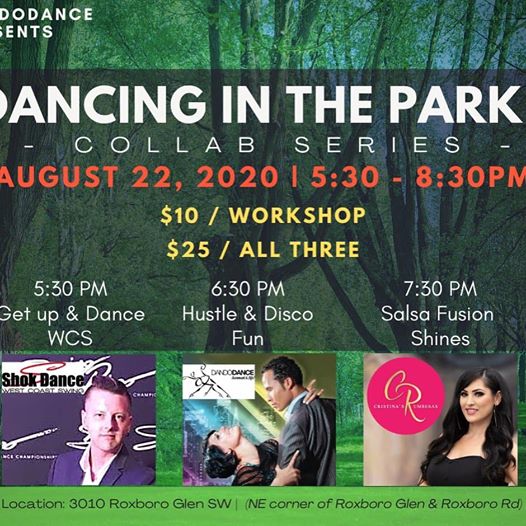 DODANCE
SENTS
DANCING IN THE PARK
- COLLAB SERIES -
AUGUST 22, 2020 | 5:30 - 8:30PM
$10 / WORKSHOP
$25 / ALL THREE
5:30 PM
Get up & Dance
WCS
6:30 PM
Hustle & Disco
Fun
7:30 PM
Salsa Fusion
Shines
Shok Dance
WEST COAST SWING
DANDODANCE
CR
CRISTINA'S RUMBERAS
NCE CHAMPIONSHIP
Location: 3010 Roxboro Glen SW | (NE corner of Roxboro Glen & Roxboro Rd)